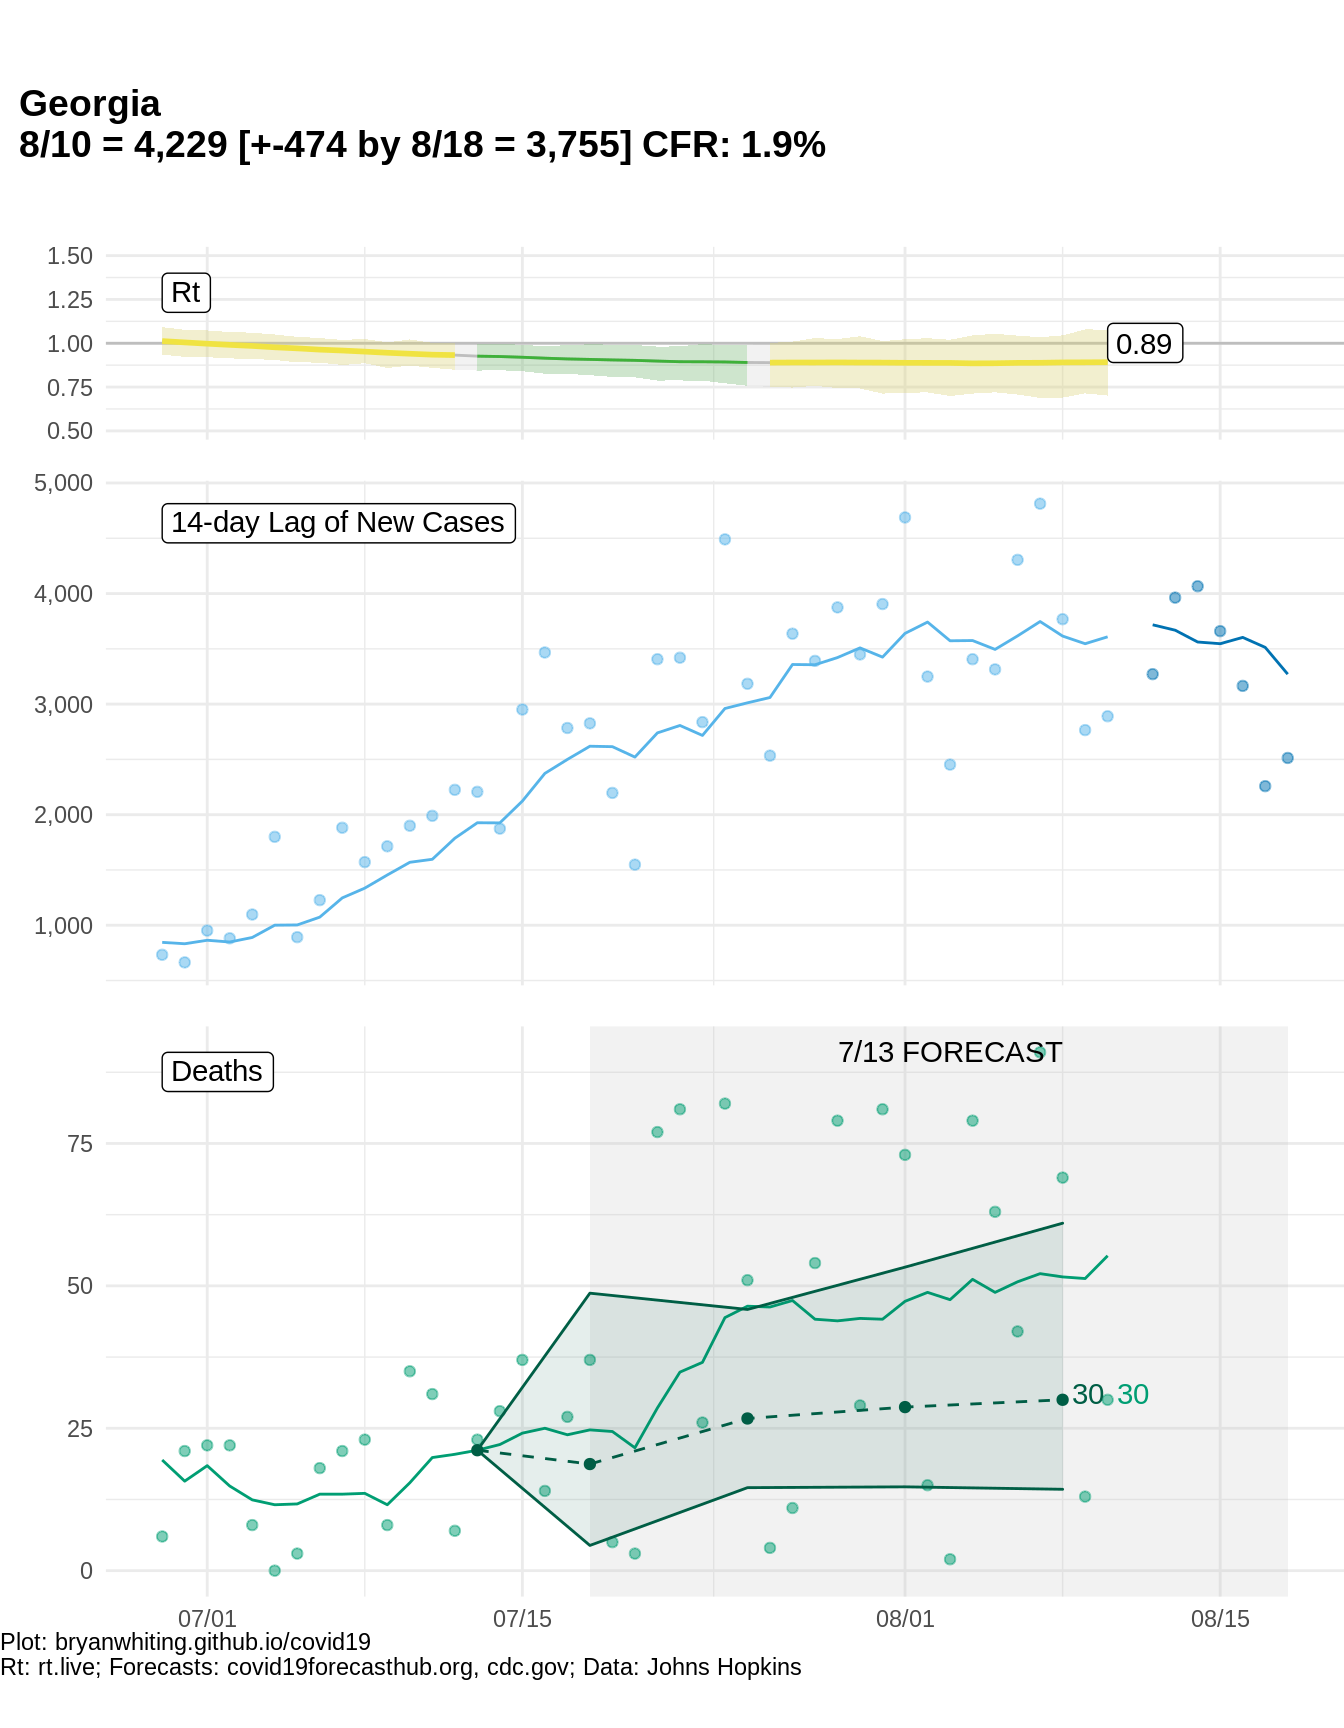 Georgia
8/10 = 4,229 [+-474 by 8/18 = 3,755] CFR: 1.9%
1.50
Rt
1.25
1.00
0.89
0.75
0.50
5,000
14-day Lag of New Cases
4,000
3,000
2,000
1,000
7/13 FORECAST
Deaths
75
50
30 30
25
0
07/01 07/15 08/01 08/15
Plot: bryanwhiting.github.io/covid19
Rt: rt.live; Forecasts: covid19forecasthub.org, cdc.gov; Data: Johns Hopkins